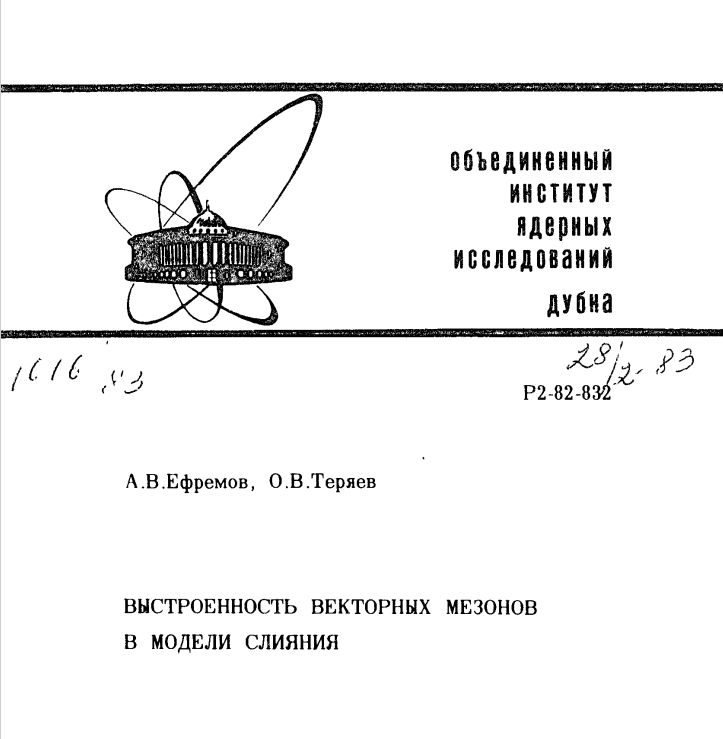 объединенный
институт
ядерных
исследований
дубна
28/2-83
Р2-82-832
А.В.Ефремов, О.В.Теряев
ВЫСТРОЕННОСТЬ ВЕКТОРНЫХ МЕЗОНОВ
В МОДЕЛИ СЛИЯНИЯ